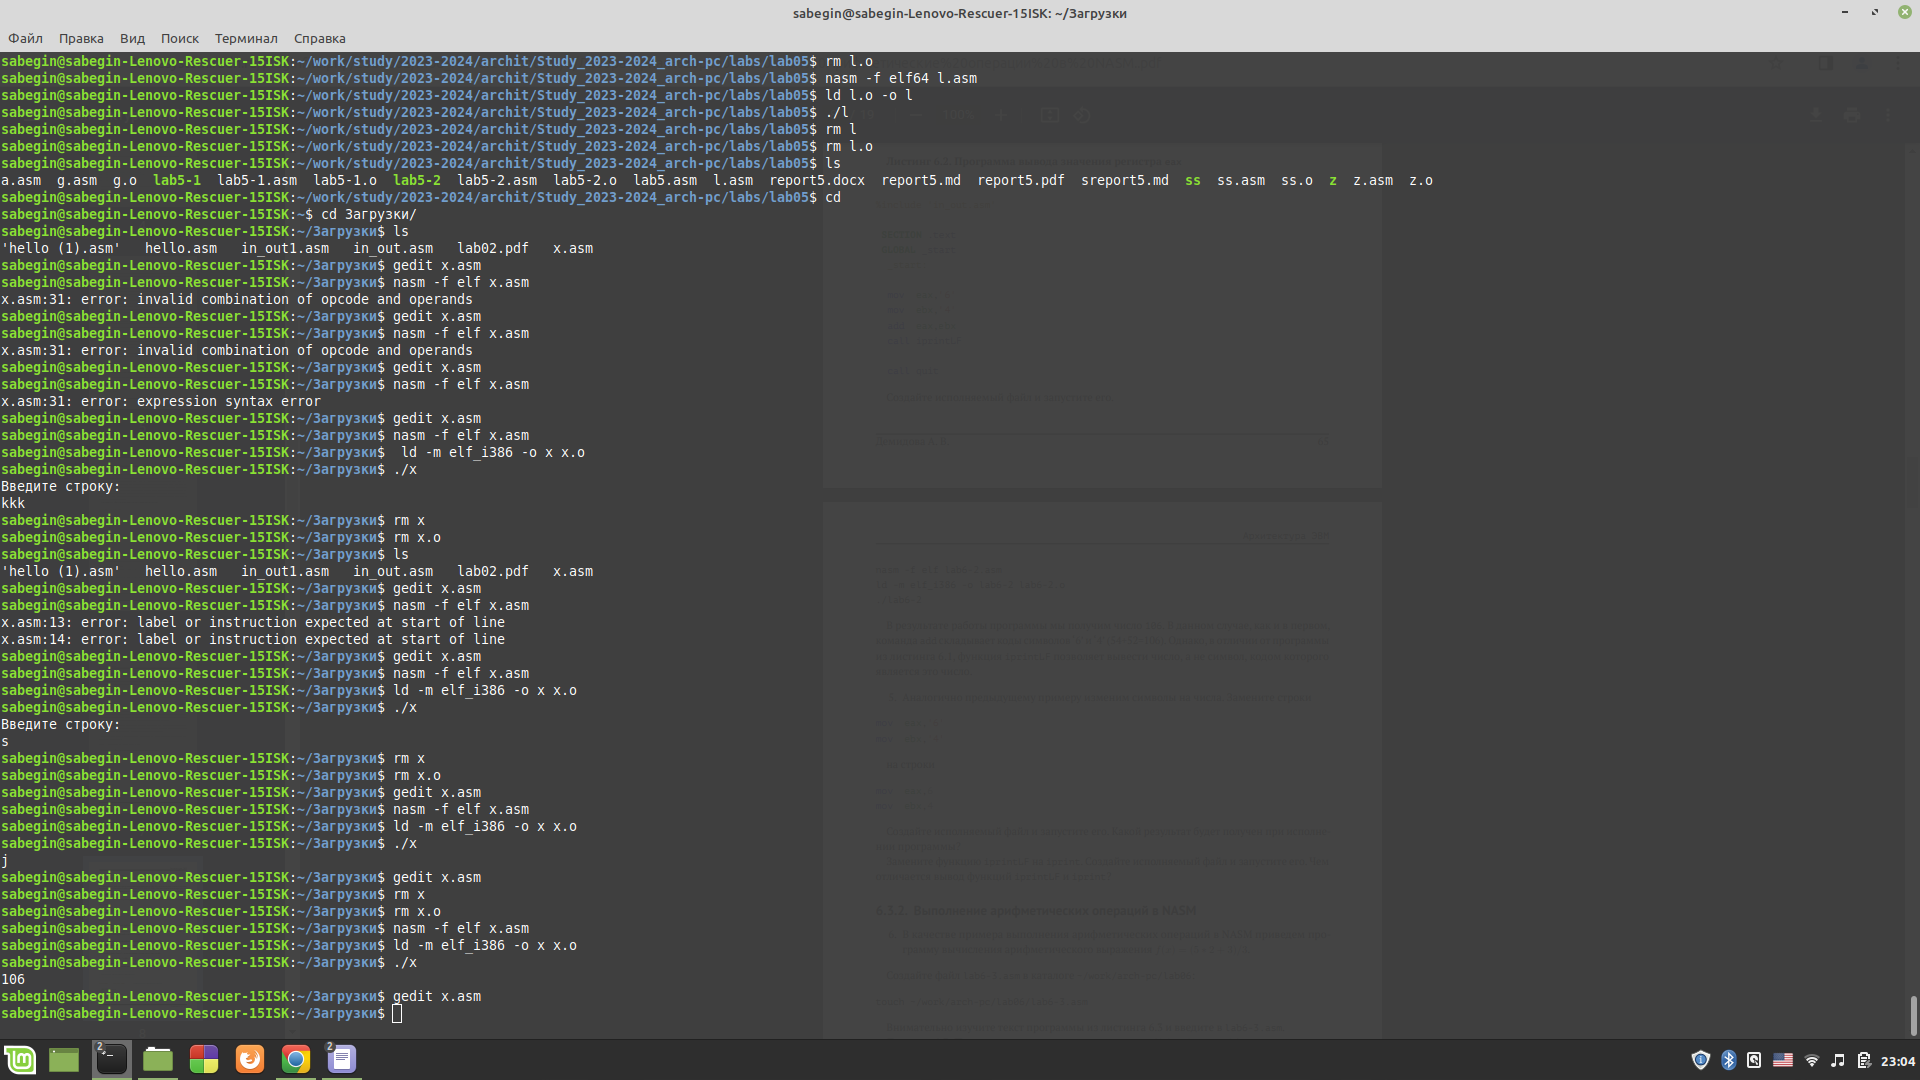 sabegin@sabegin-Lenovo-Rescuer-15ISK: ~/Загрузки
Файл Правка Вид Поиск Терминал Справка
sabegin@sabegin-Lenovo-Rescuer-15ISK:~/work/study/2023-2024/archit/Study_2023-2024_arch-pc/labs/lab05$ rm l.o
sabegin@sabegin-Lenovo-Rescuer-15ISK:~/work/study/2023-2024/archit/Study_2023-2024_arch-pc/labs/lab05$ nasm -f elf64 l.asm
sabegin@sabegin-Lenovo-Rescuer-15ISK:~/work/study/2023-2024/archit/Study_2023-2024_arch-pc/labs/lab05$ ld l.o -o l
sabegin@sabegin-Lenovo-Rescuer-15ISK:~/work/study/2023-2024/archit/Study_2023-2024_arch-pc/labs/lab05$ ./l
sabegin@sabegin-Lenovo-Rescuer-15ISK:~/work/study/2023-2024/archit/Study_2023-2024_arch-pc/labs/lab05$ rm l
sabegin@sabegin-Lenovo-Rescuer-15ISK:~/work/study/2023-2024/archit/Study_2023-2024_arch-pc/labs/lab05$ rm l.o
sabegin@sabegin-Lenovo-Rescuer-15ISK:~/work/study/2023-2024/archit/Study_2023-2024_arch-pc/labs/lab05$ ls
a.asm g.asm g.o lab5-1 lab5-1.asm lab5-1.o lab5-2 lab5-2.asm lab5-2.o lab5.asm l.asm report5.docx report5.md report5.pdf sreport5.md ss ss.asm ss.o z z.asm z.o
sabegin@sabegin-Lenovo-Rescuer-15ISK:~/work/study/2023-2024/archit/Study_2023-2024_arch-pc/labs/lab05$ cd
sabegin@sabegin-Lenovo-Rescuer-15ISK:~$ cd Загрузки/
sabegin@sabegin-Lenovo-Rescuer-15ISK:~/Загрузки$ ls
'hello (1).asm' hello.asm in_out1.asm in_out.asm lab02.pdf x.asm
sabegin@sabegin-Lenovo-Rescuer-15ISK:~/Загрузки$ gedit x.asm
sabegin@sabegin-Lenovo-Rescuer-15ISK:~/Загрузки$ nasm -f elf x.asm
x.asm:31: error: invalid combination of opcode and operands
sabegin@sabegin-Lenovo-Rescuer-15ISK:~/Загрузки$ gedit x.asm
sabegin@sabegin-Lenovo-Rescuer-15ISK:~/Загрузки$ nasm -f elf x.asm
x.asm:31: error: invalid combination of opcode and operands
sabegin@sabegin-Lenovo-Rescuer-15ISK:~/Загрузки$ gedit x.asm
sabegin@sabegin-Lenovo-Rescuer-15ISK:~/Загрузки$ nasm -f elf x.asm
x.asm:31: error: expression syntax error
sabegin@sabegin-Lenovo-Rescuer-15ISK:~/Загрузки$ gedit x.asm
sabegin@sabegin-Lenovo-Rescuer-15ISK:~/Загрузки$ nasm -f elf x.asm
sabegin@sabegin-Lenovo-Rescuer-15ISK:~/Загрузки$ ld -m elf_i386 -o x x.o
sabegin@sabegin-Lenovo-Rescuer-15ISK:~/Загрузки$ ./x
Введите строку:
kkk
sabegin@sabegin-Lenovo-Rescuer-15ISK:~/Загрузки$ rm x
sabegin@sabegin-Lenovo-Rescuer-15ISK:~/Загрузки$ rm x.o
sabegin@sabegin-Lenovo-Rescuer-15ISK:~/Загрузки$ ls
'hello (1).asm' hello.asm in_out1.asm in_out.asm lab02.pdf x.asm
sabegin@sabegin-Lenovo-Rescuer-15ISK:~/Загрузки$ gedit x.asm
sabegin@sabegin-Lenovo-Rescuer-15ISK:~/Загрузки$ nasm -f elf x.asm
x.asm:13: error: label or instruction expected at start of line
x.asm:14: error: label or instruction expected at start of line
sabegin@sabegin-Lenovo-Rescuer-15ISK:~/Загрузки$ gedit x.asm
sabegin@sabegin-Lenovo-Rescuer-15ISK:~/Загрузки$ nasm -f elf x.asm
sabegin@sabegin-Lenovo-Rescuer-15ISK:~/Загрузки$ ld -m elf_i386 -o x x.o
sabegin@sabegin-Lenovo-Rescuer-15ISK:~/Загрузки$ ./x
Введите строку:
s
sabegin@sabegin-Lenovo-Rescuer-15ISK:~/Загрузки$ rm x
sabegin@sabegin-Lenovo-Rescuer-15ISK:~/Загрузки$ rm x.o
sabegin@sabegin-Lenovo-Rescuer-15ISK:~/Загрузки$ gedit x.asm
sabegin@sabegin-Lenovo-Rescuer-15ISK:~/Загрузки$ nasm -f elf x.asm
sabegin@sabegin-Lenovo-Rescuer-15ISK:~/Загрузки$ ld -m elf_i386 -o x x.o
sabegin@sabegin-Lenovo-Rescuer-15ISK:~/Загрузки$ ./x
j
sabegin@sabegin-Lenovo-Rescuer-15ISK:~/Загрузки$ gedit x.asm
sabegin@sabegin-Lenovo-Rescuer-15ISK:~/Загрузки$ rm x
sabegin@sabegin-Lenovo-Rescuer-15ISK:~/Загрузки$ rm x.o
sabegin@sabegin-Lenovo-Rescuer-15ISK:~/Загрузки$ nasm -f elf x.asm
sabegin@sabegin-Lenovo-Rescuer-15ISK:~/Загрузки$ ld -m elf_i386 -o x x.o
sabegin@sabegin-Lenovo-Rescuer-15ISK:~/Загрузки$ ./x
106
sabegin@sabegin-Lenovo-Rescuer-15ISK:~/Загрузки$ gedit x.asm
sabegin@sabegin-Lenovo-Rescuer-15ISK:~/Загрузки$
2
2
23:04